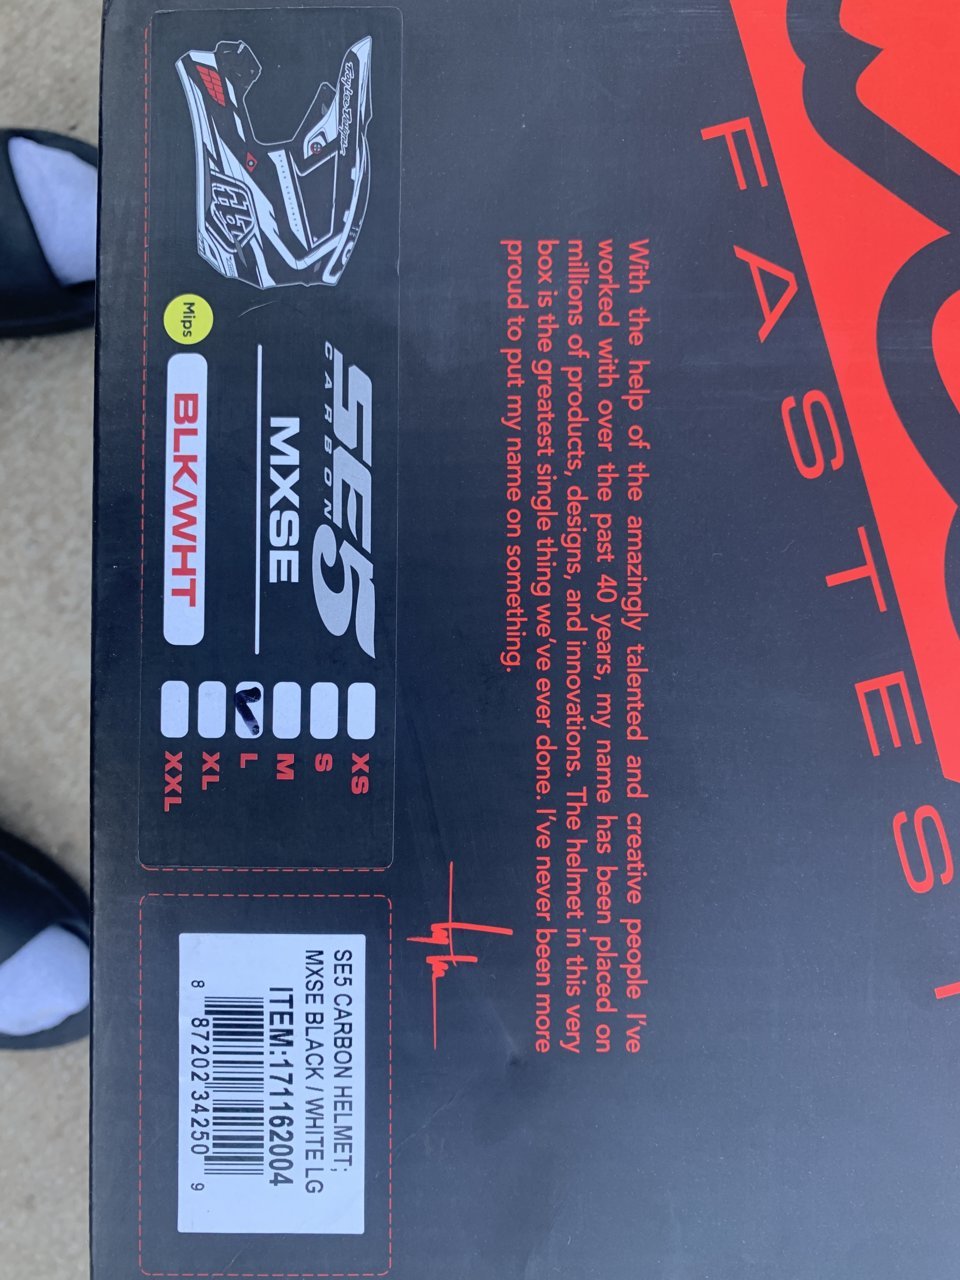 FASTEST
With the help of the amazingly talented and creative people I've
worked with over the past 40 years, my name has been placed on
millions of products, designs, and innovations. The helmet in this very
box is the greatest single thing we've ever done. I've never been more
proud to put my name on something.
Troy Lee Designs
TLD
SE5
CARBON
MXSE
Mips
BLK/WHT
XS
S
M
L
XL
XXL
SE5 CARBON HELMET;
MXSE BLACK / WHITE LG
ITEM:171162004
8 87202 34250 9